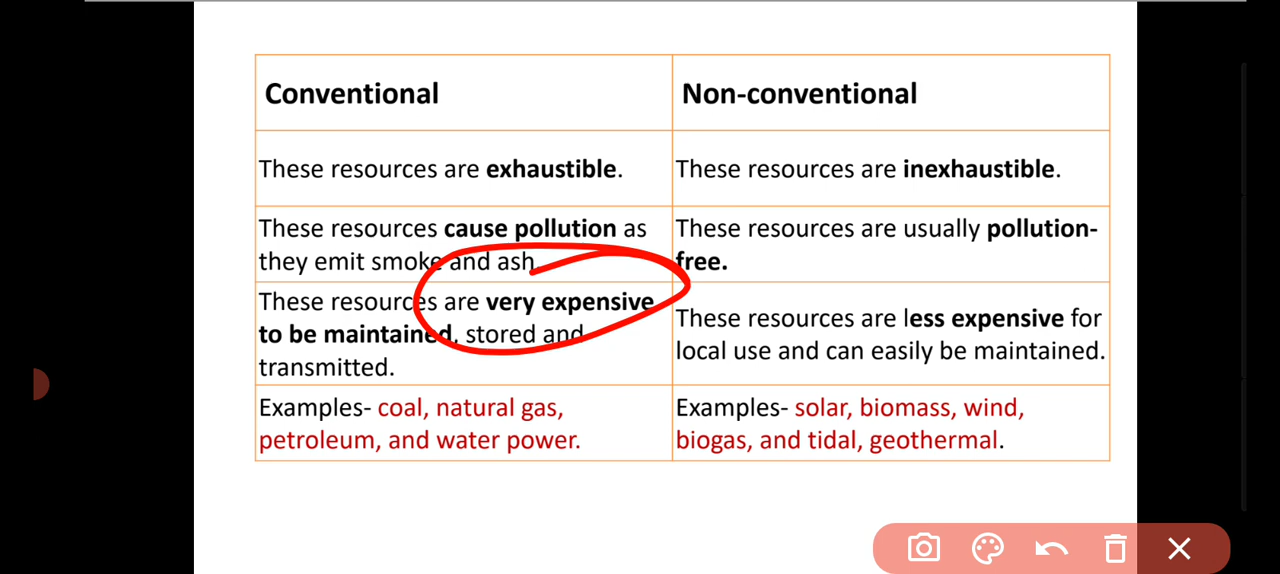 Conventional
Non-conventional
These resources are exhaustible.
These resources are inexhaustible.
These resources cause pollution as
they emit smoke and ash.
These resources are usually pollution-
free.
These resources are very expensive
to be maintained, stored and
transmitted.
These resources are less expensive for
local use and can easily be maintained.
Examples- coal, natural gas,
petroleum, and water power.
Examples- solar, biomass, wind,
biogas, and tidal, geothermal.